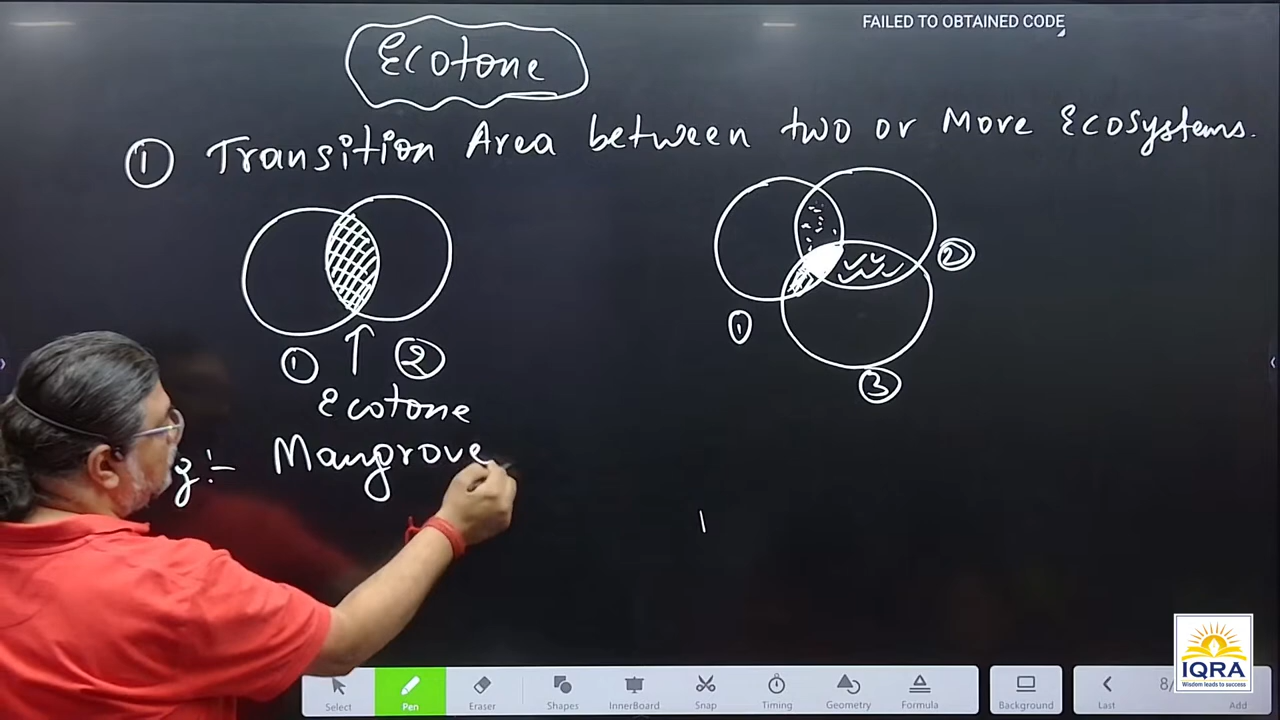 FAILED TO OBTAINED CODE
Ecotone
① Transition Area between two or More Ecosystems.
① ②
Ecotone
g:- Mangrove
②
①
③
IQRA
Wisdom leads to success
Select Pen Eraser Shapes InnerBoard Snap Timing Geometry Formula Background Last 8/ Add